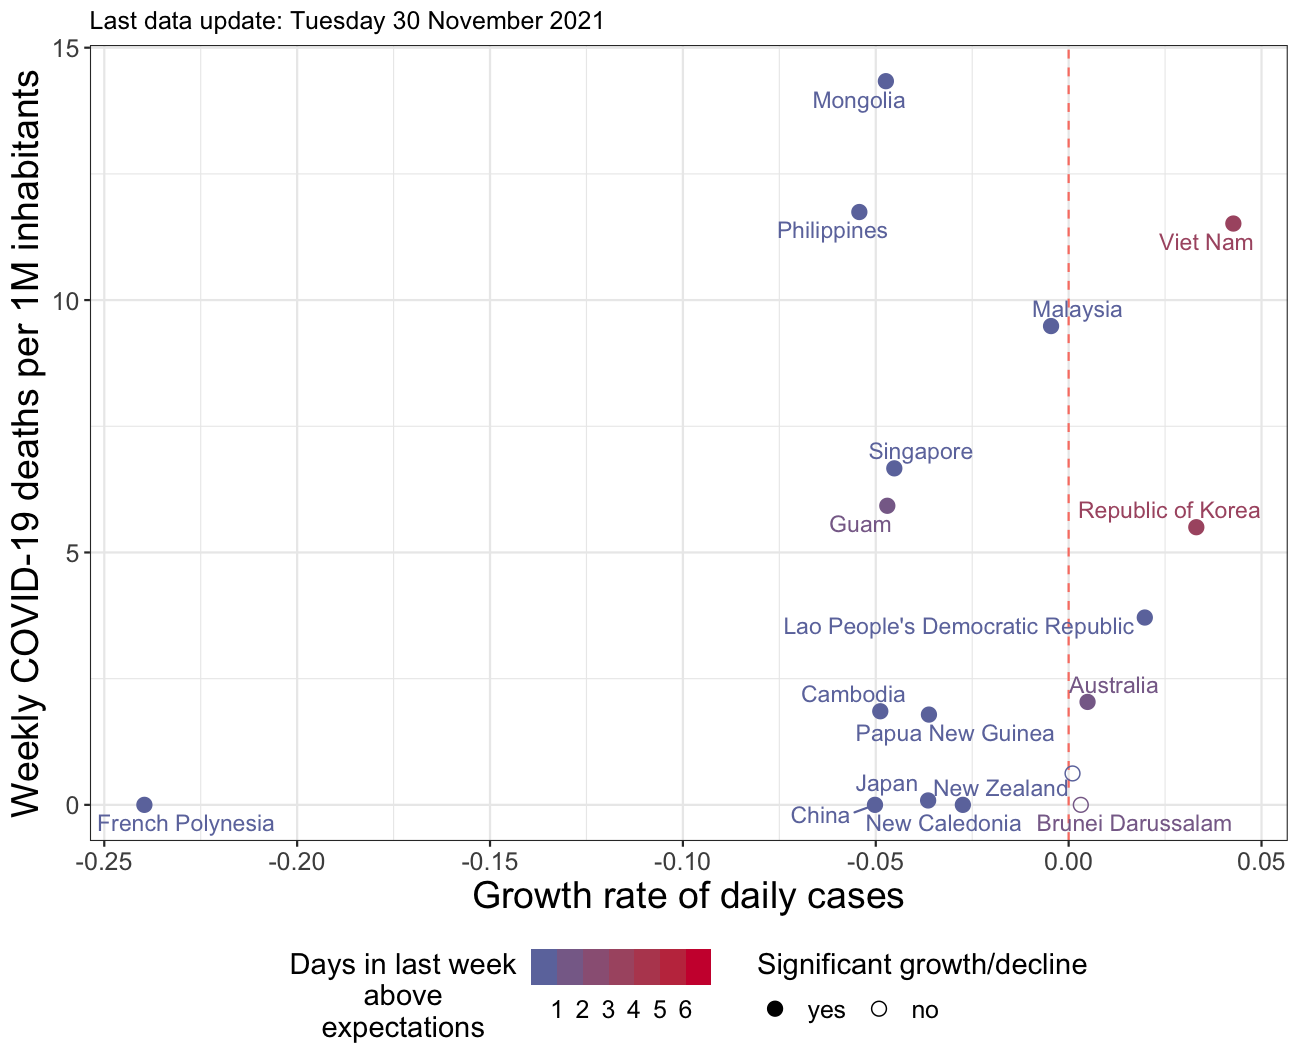 Last data update: Tuesday 30 November 2021
Weekly COVID-19 deaths per 1M inhabitants
15
10
5
0
Mongolia
Philippines
Viet Nam
Malaysia
Singapore
Guam
Republic of Korea
Lao People's Democratic Republic
Australia
Cambodia
Papua New Guinea
Japan
New Zealand
China
New Caledonia
Brunei Darussalam
French Polynesia
-0.25 -0.20 -0.15 -0.10 -0.05 0.00 0.05
Growth rate of daily cases
Days in last week
above
expectations
1 2 3 4 5 6
Significant growth/decline
yes no